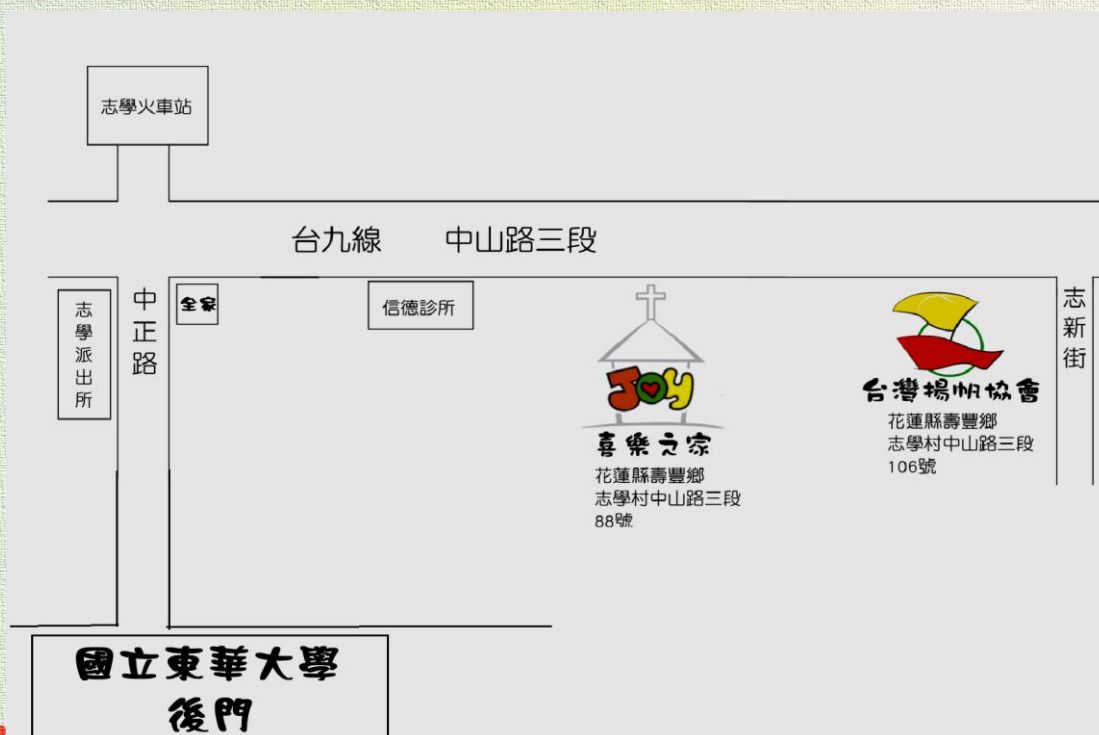 志學火車站
台九線 中山路三段
志學派出所
中正路
全家
信德診所
JOY
喜樂之家
花蓮縣壽豐鄉
志學村中山路三段
88號
台灣揚帆協會
花蓮縣壽豐鄉
志學村中山路三段
106號
志新街
國立東華大學
後門